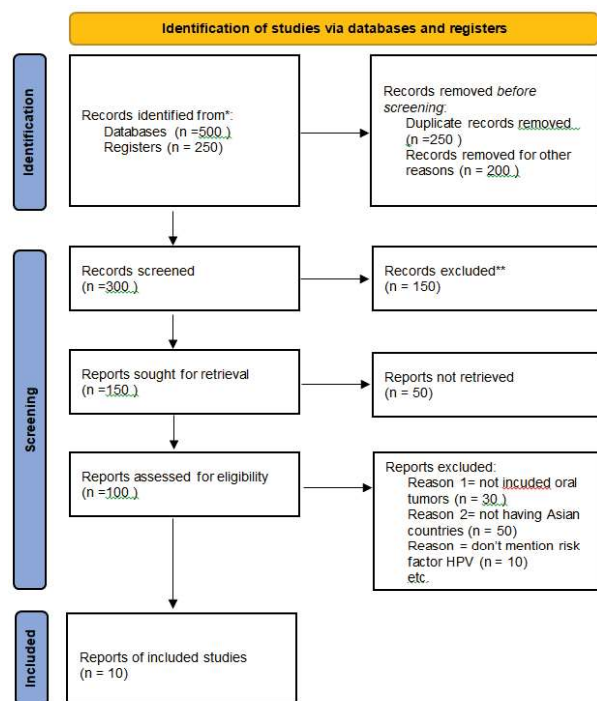 Identification of studies via databases and registers
Identification
Records identified from*:
Databases (n =500 )
Registers (n = 250)
Records removed before
screening:
Duplicate records removed
(n =250 )
Records removed for other
reasons (n = 200 )
Screening
Records screened
(n =300 )
Records excluded**
(n = 150)
Reports sought for retrieval
(n =150 )
Reports not retrieved
(n = 50)
Reports assessed for eligibility
(n =100 )
Reports excluded:
Reason 1= not incuded oral
tumors (n = 30 )
Reason 2= not having Asian
countries (n = 50)
Reason = don't mention risk
factor HPV (n = 10)
etc.
Included
Reports of included studies
(n = 10)